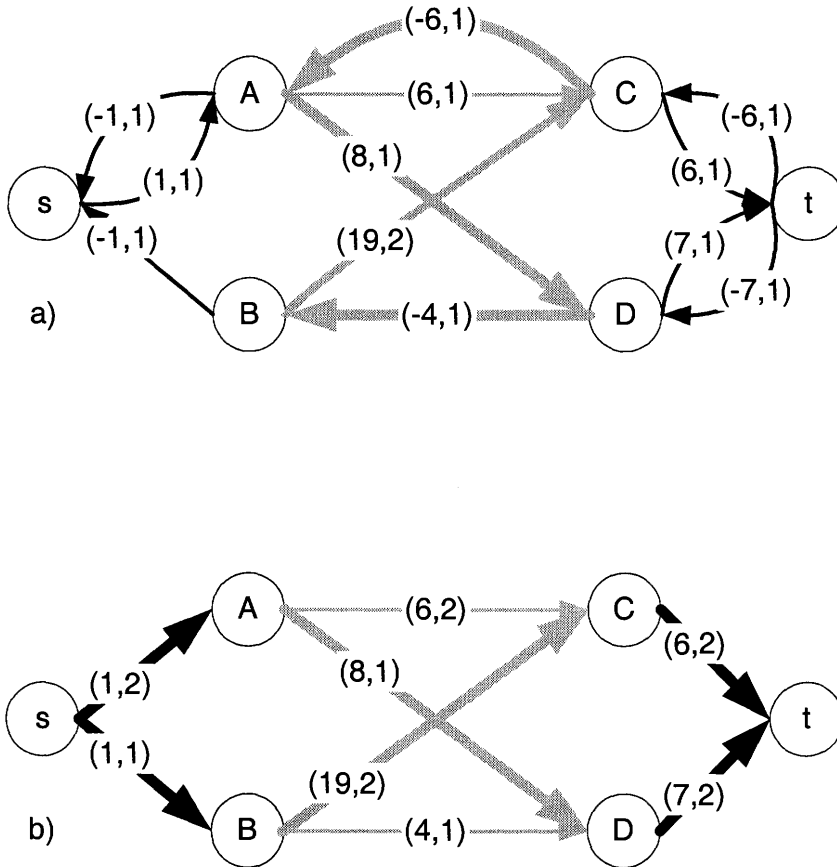 (-6,1)
A (6,1) C
(-1,1) (-6,1)
(8,1) (6,1)
(1,1)
s t
(-1,1) (19,2) (7,1)
(-7,1)
a) B (-4,1) D
A (6,2) C
(8,1) (6,2)
(1,2)
s t
(1,1)
(19,2) (7,2)
b) B (4,1) D